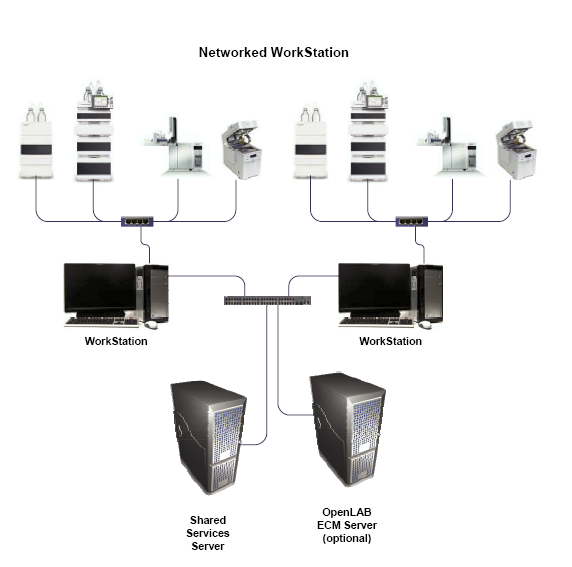 Networked WorkStation
WorkStation
WorkStation
Shared
Services
Server
OpenLAB
ECM Server
(optional)